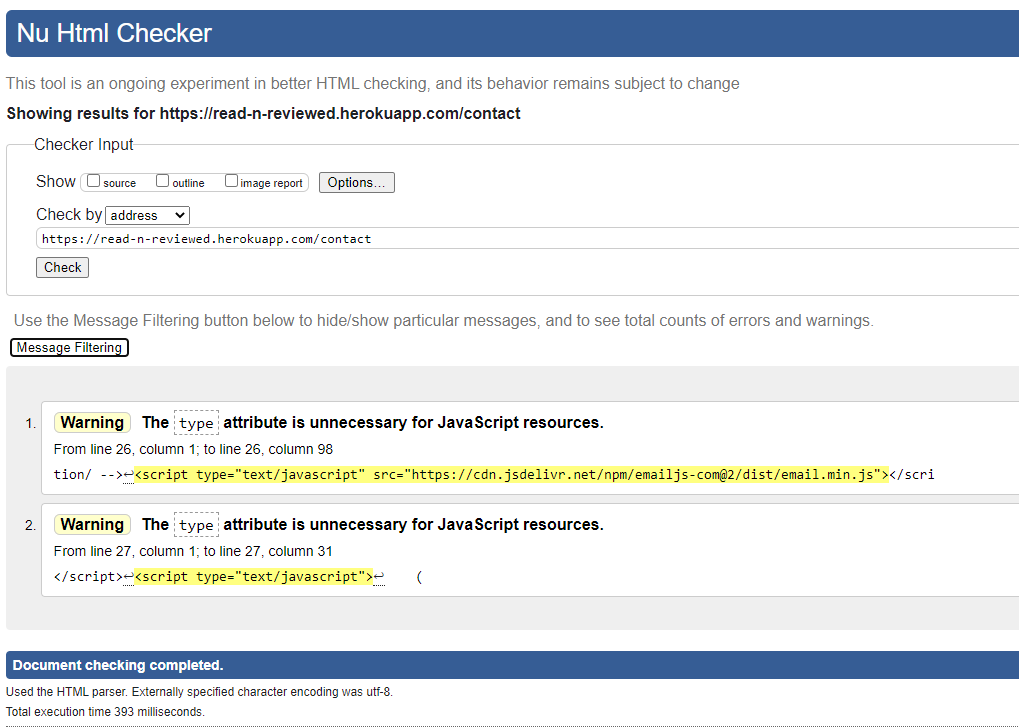 Nu Html Checker
This tool is an ongoing experiment in better HTML checking, and its behavior remains subject to change
Showing results for https://read-n-reviewed.herokuapp.com/contact
Checker Input
Show source outline image report Options...
Check by address
https://read-n-reviewed.herokuapp.com/contact
Check
Use the Message Filtering button below to hide/show particular messages, and to see total counts of errors and warnings.
Message Filtering
1. Warning The type attribute is unnecessary for JavaScript resources.
From line 26, column 1; to line 26, column 98
tion/ -->↩<script type="text/javascript" src="https://cdn.jsdelivr.net/npm/emailjs-com@2/dist/email.min.js"></scri
2. Warning The type attribute is unnecessary for JavaScript resources.
From line 27, column 1; to line 27, column 31
</script>↩<script type="text/javascript">↩    (
Document checking completed.
Used the HTML parser. Externally specified character encoding was utf-8.
Total execution time 393 milliseconds.